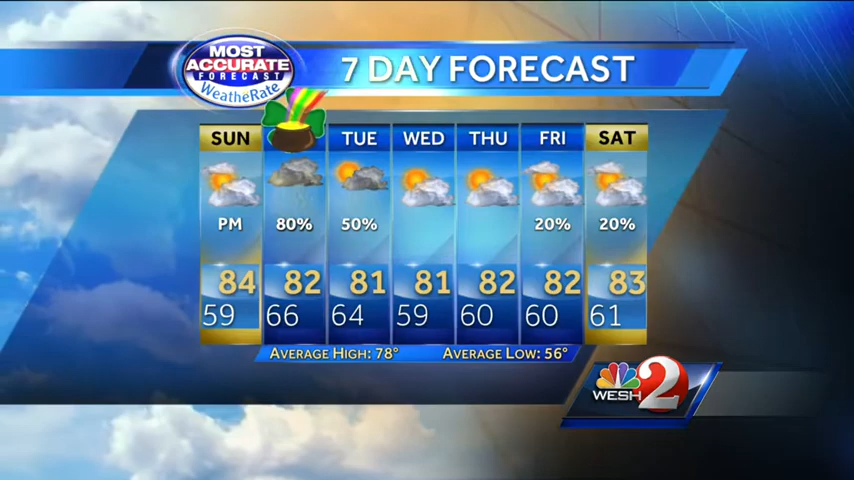 MOST
ACCURATE
FORECAST
WeatheRate
7 DAY FORECAST
SUN TUE WED THU FRI SAT
PM 80% 50% 20% 20%
84 82 81 81 82 82 83
59 66 64 59 60 60 61
AVERAGE HIGH: 78° AVERAGE LOW: 56°
WESH 2